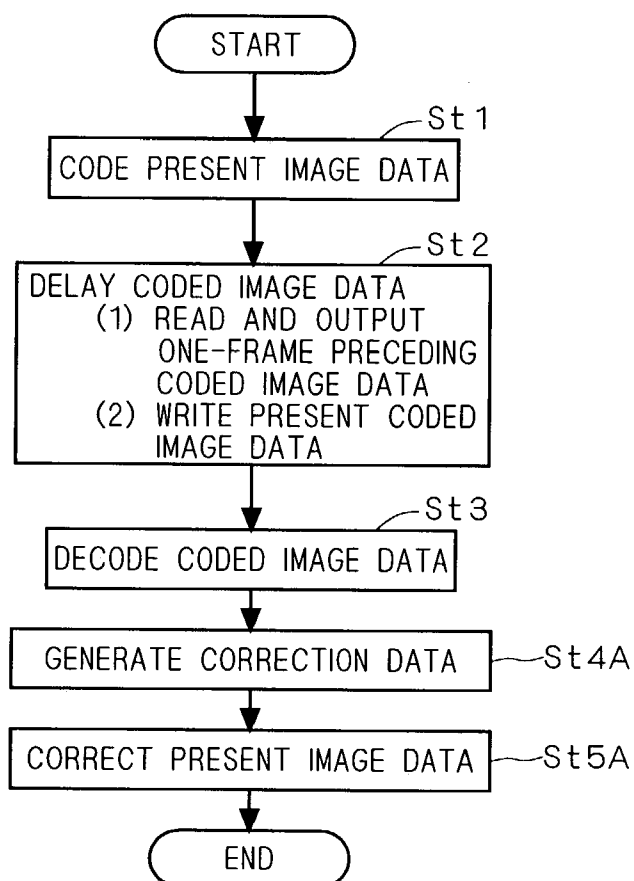 START
St1
CODE PRESENT IMAGE DATA
St2
DELAY CODED IMAGE DATA
(1) READ AND OUTPUT
ONE-FRAME PRECEDING
CODED IMAGE DATA
(2) WRITE PRESENT CODED
IMAGE DATA
St3
DECODE CODED IMAGE DATA
GENERATE CORRECTION DATA St4A
CORRECT PRESENT IMAGE DATA St5A
END